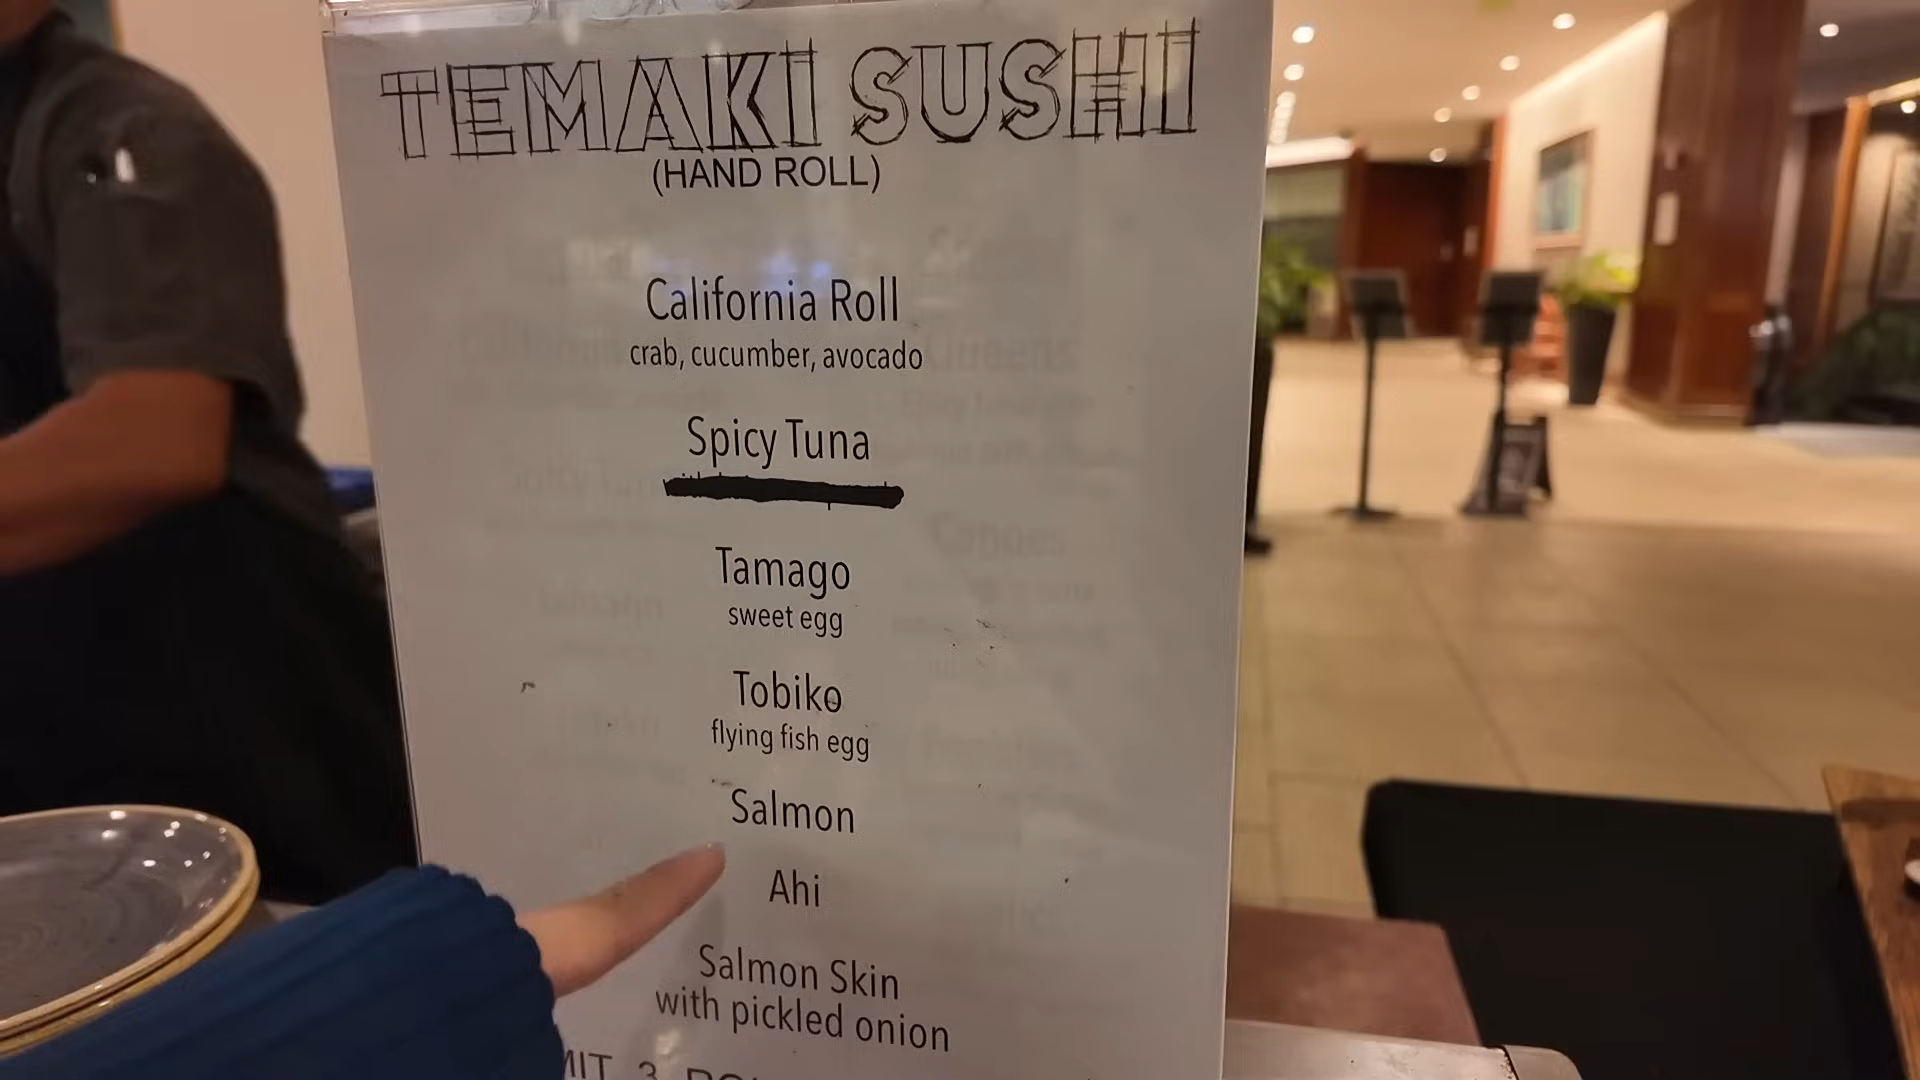 TEMAKI SUSHI
(HAND ROLL)
California Roll
crab, cucumber, avocado
Spicy Tuna
Tamago
sweet egg
Tobiko
flying fish egg
Salmon
Ahi
Salmon Skin
with pickled onion
3